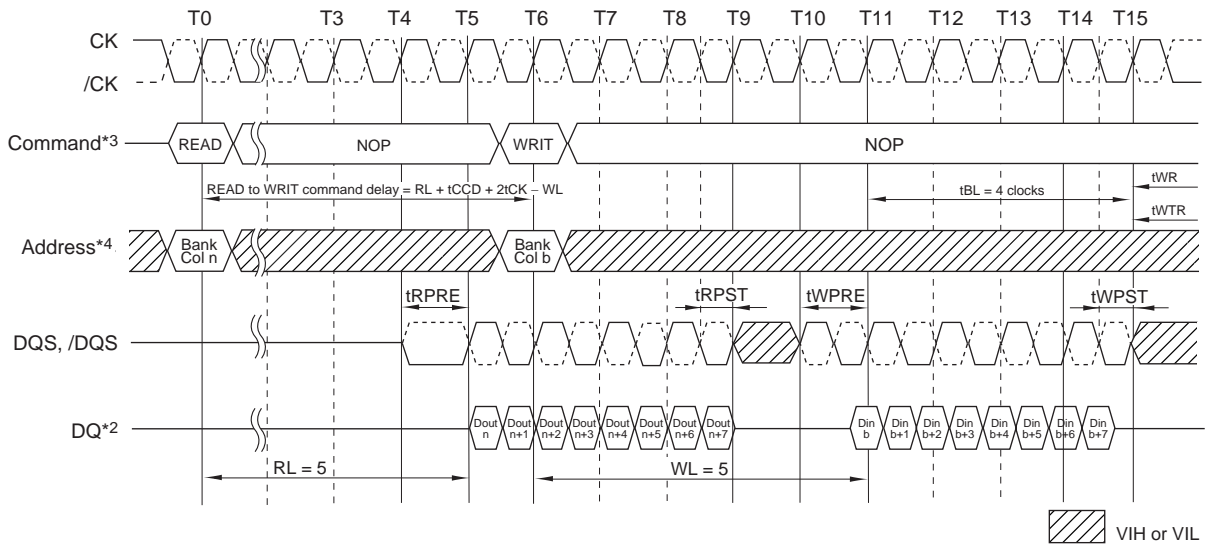 T0 T3 T4 T5 T6 T7 T8 T9 T10 T11 T12 T13 T14 T15
CK
/CK
Command*3
READ NOP WRIT NOP
READ to WRIT command delay = RL + tCCD + 2tCK − WL
tBL = 4 clocks
tWR
tWTR
Address*4
Bank
Col n
Bank
Col b
tRPRE tRPST tWPRE tWPST
DQS, /DQS
DQ*2
Dout
n
Dout
n+1
Dout
n+2
Dout
n+3
Dout
n+4
Dout
n+5
Dout
n+6
Dout
n+7
Din
b
Din
b+1
Din
b+2
Din
b+3
Din
b+4
Din
b+5
Din
b+6
Din
b+7
RL = 5
WL = 5
VIH or VIL